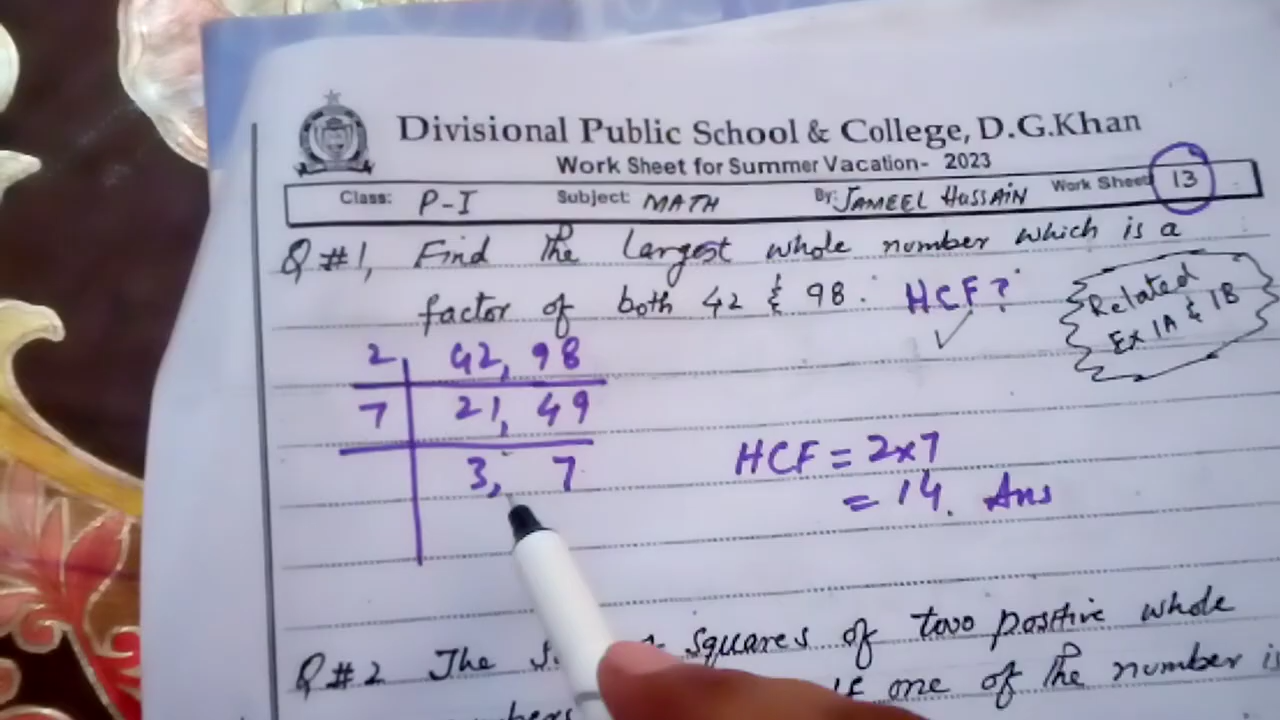 Divisional Public School & College, D.G.Khan
Work Sheet for Summer Vacation- 2023
Class: P-I Subject: MATH By: JAMEEL HUSSAIN Work Sheet 13
Q #1, Find the largest whole number which is a
factor of both 42 & 98. HCF?
Related
Ex 1A & 1B
2 42, 98
7 21, 49
3, 7
HCF = 2x7
= 14. Ans
Q #2 The squares of two positive whole
If one of the number is